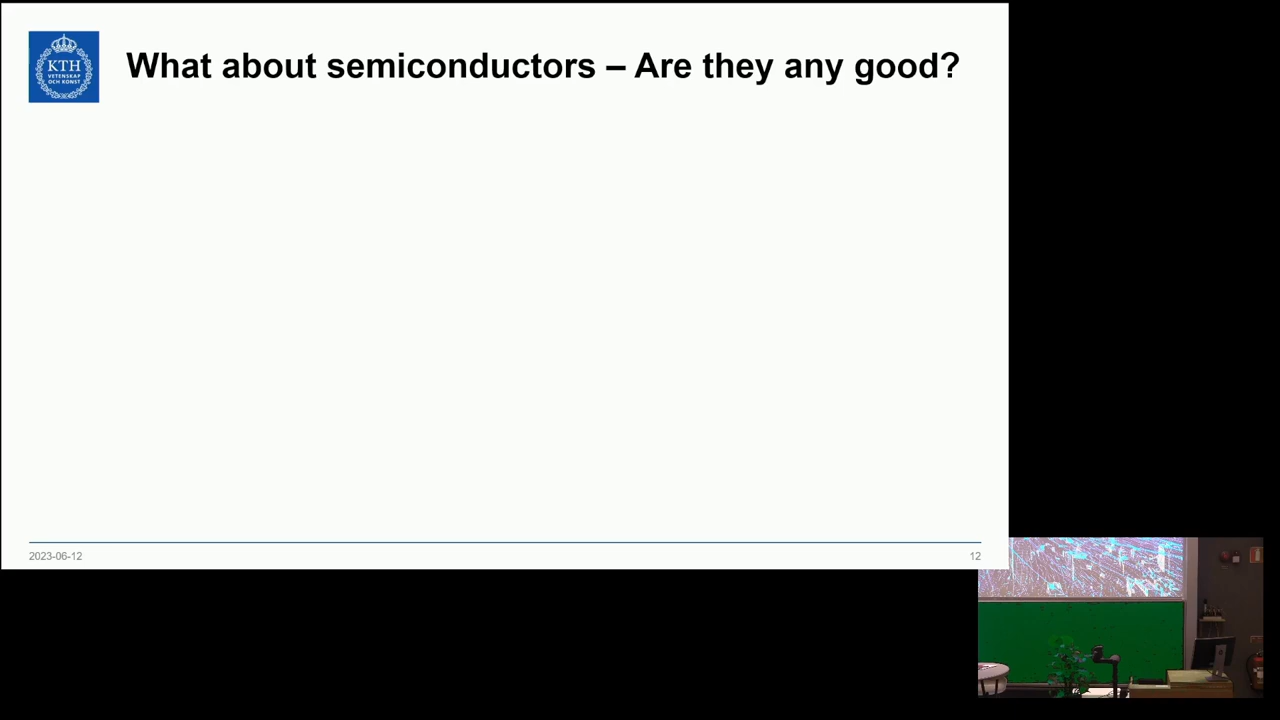 KTH
VETENSKAP
OCH KONST
What about semiconductors – Are they any good?
2023-06-12
12